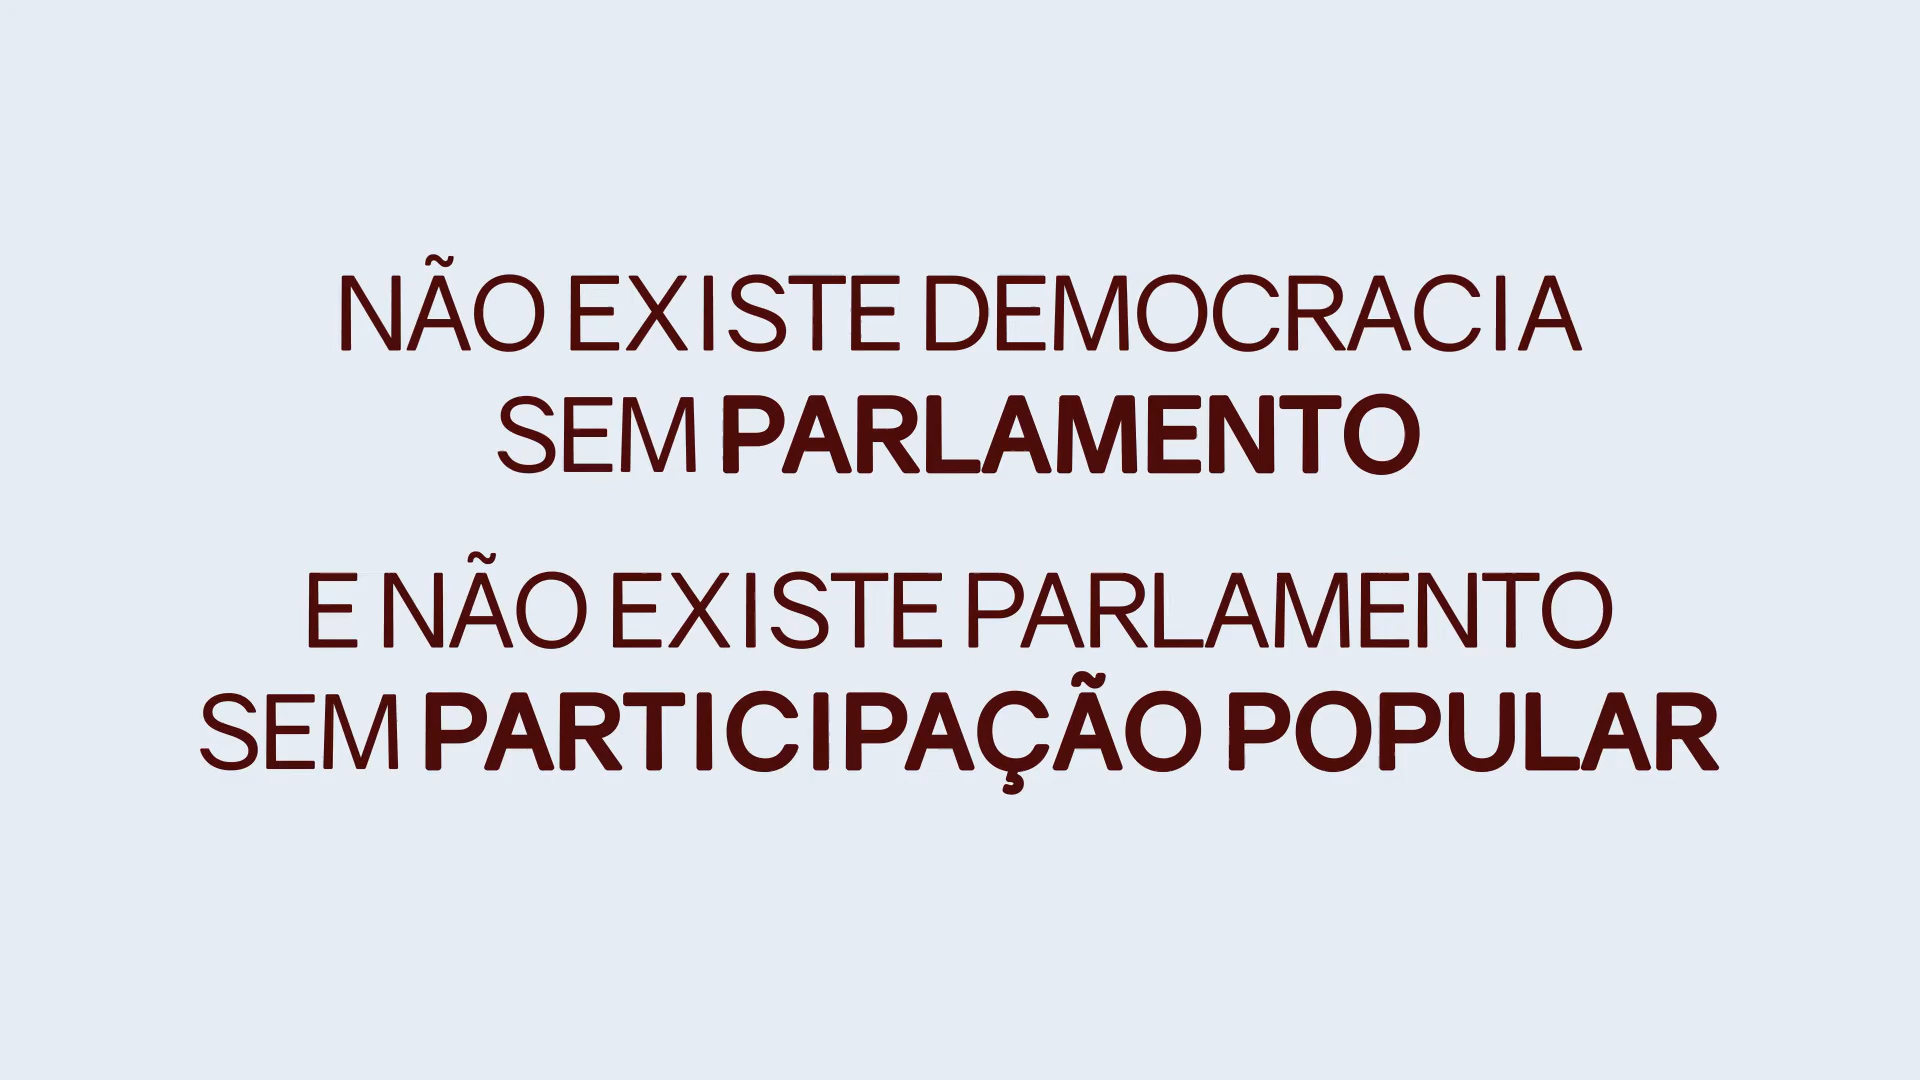 NÃO EXISTE DEMOCRACIA
SEM PARLAMENTO
E NÃO EXISTE PARLAMENTO
SEM PARTICIPAÇÃO POPULAR